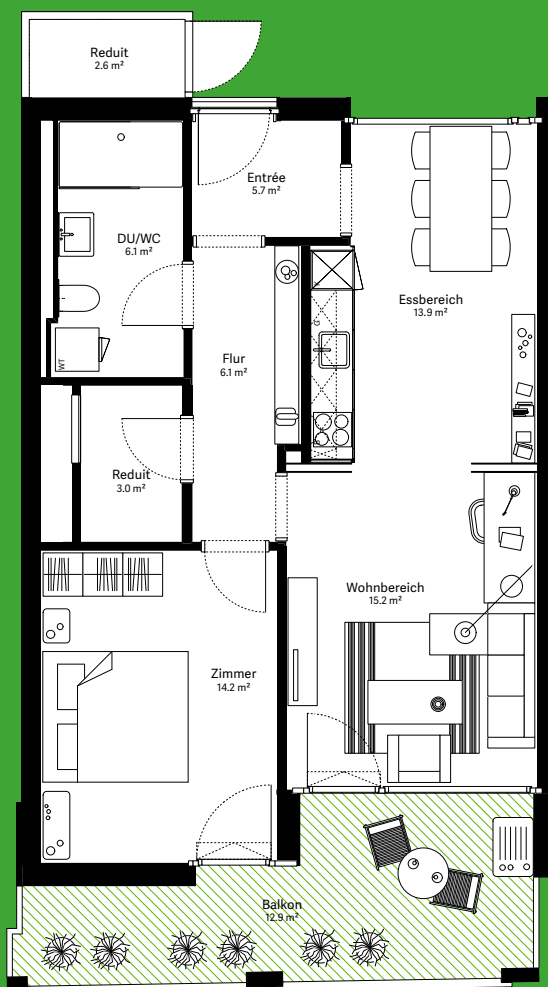 Reduit
2.6 m²
Entrée
5.7 m²
DU/WC
6.1 m²
Essbereich
13.9 m²
G
Flur
6.1 m²
WT
Reduit
3.0 m²
Wohnbereich
15.2 m²
Zimmer
14.2 m²
Balkon
12.9 m²